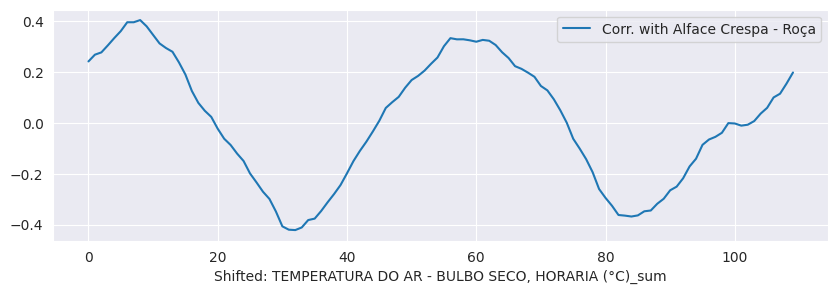 0.4
0.2
0.0
−0.2
−0.4
Corr. with Alface Crespa - Roça
0 20 40 60 80 100
Shifted: TEMPERATURA DO AR - BULBO SECO, HORARIA (°C)_sum